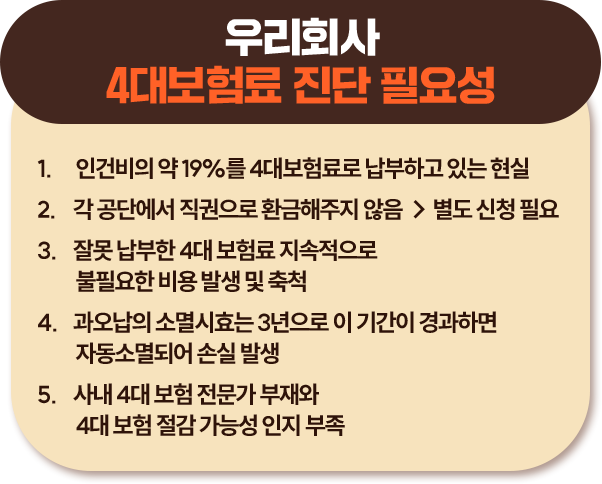 우리회사
4대보험료 진단 필요성
1. 인건비의 약 19%를 4대보험료로 납부하고 있는 현실
2. 각 공단에서 직권으로 환급해주지 않음 > 별도 신청 필요
3. 잘못 납부한 4대 보험료 지속적으로
불필요한 비용 발생 및 축척
4. 과오납의 소멸시효는 3년으로 이 기간이 경과하면
자동소멸되어 손실 발생
5. 사내 4대 보험 전문가 부재와
4대 보험 절감 가능성 인지 부족